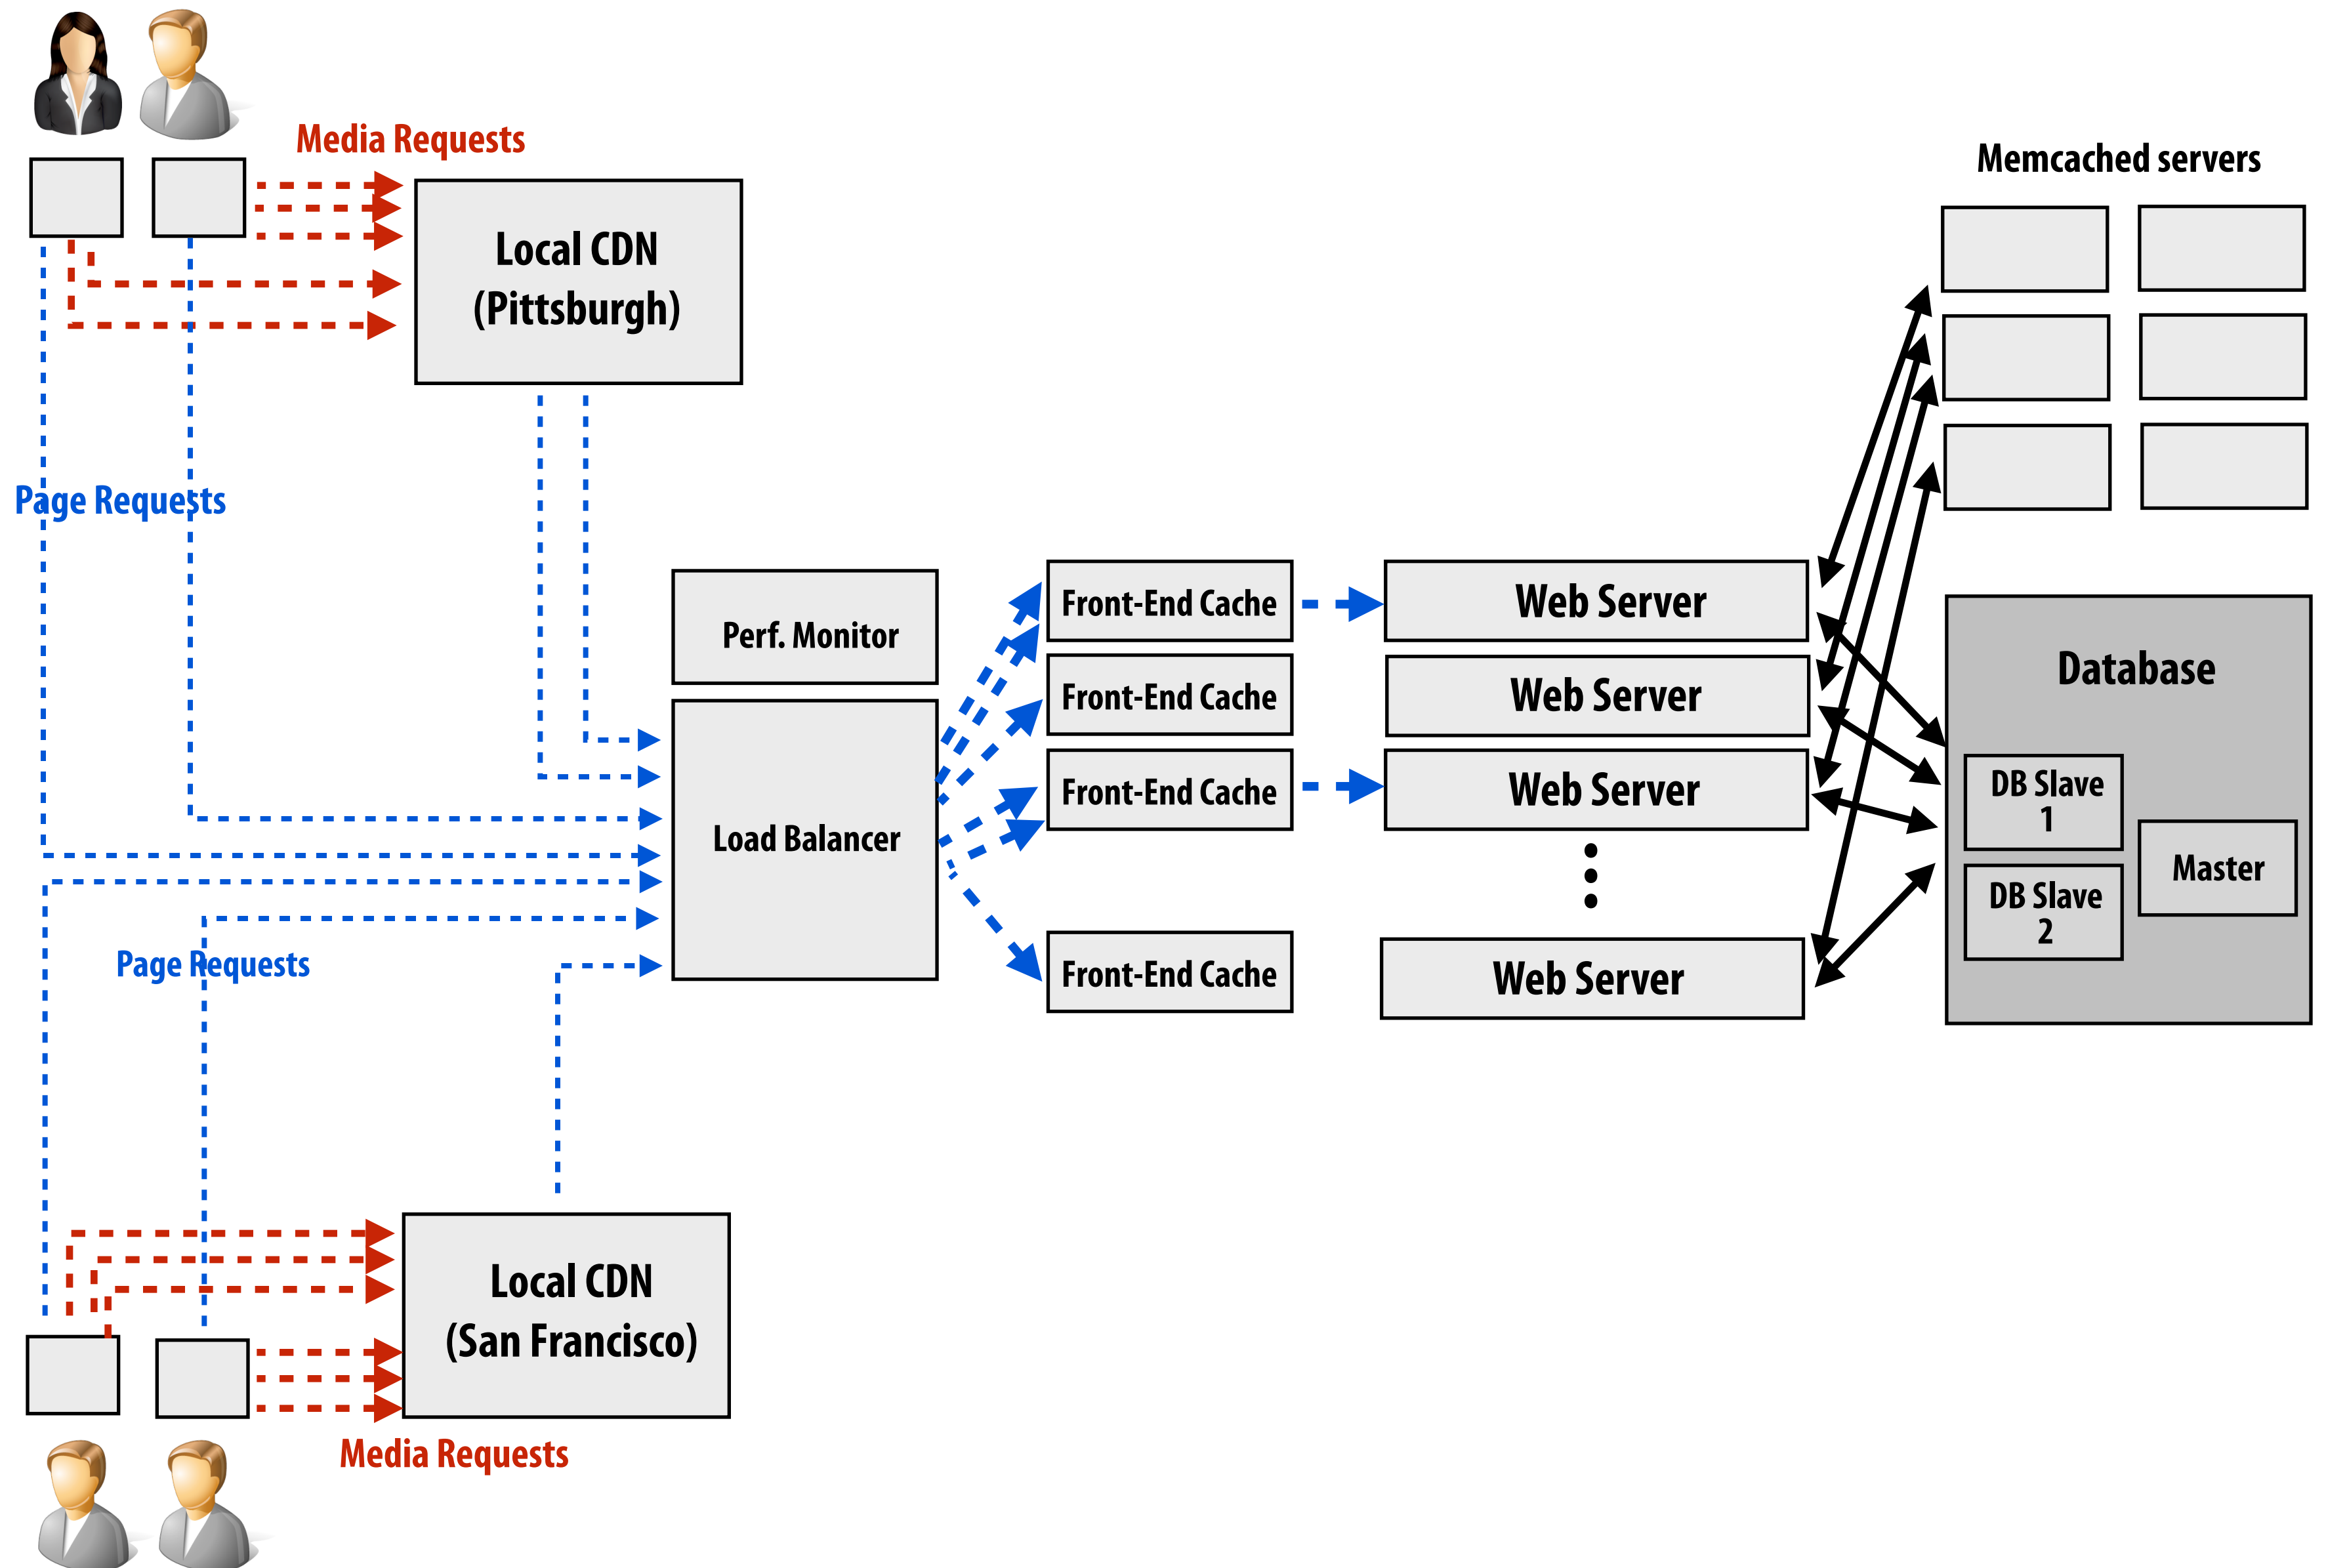 Media Requests
Memcached servers
Local CDN
(Pittsburgh)
Page Requests
Perf. Monitor
Load Balancer
Front-End Cache
Front-End Cache
Front-End Cache
Front-End Cache
Web Server
Web Server
Web Server
Web Server
Database
DB Slave
1
DB Slave
2
Master
Page Requests
Local CDN
(San Francisco)
Media Requests